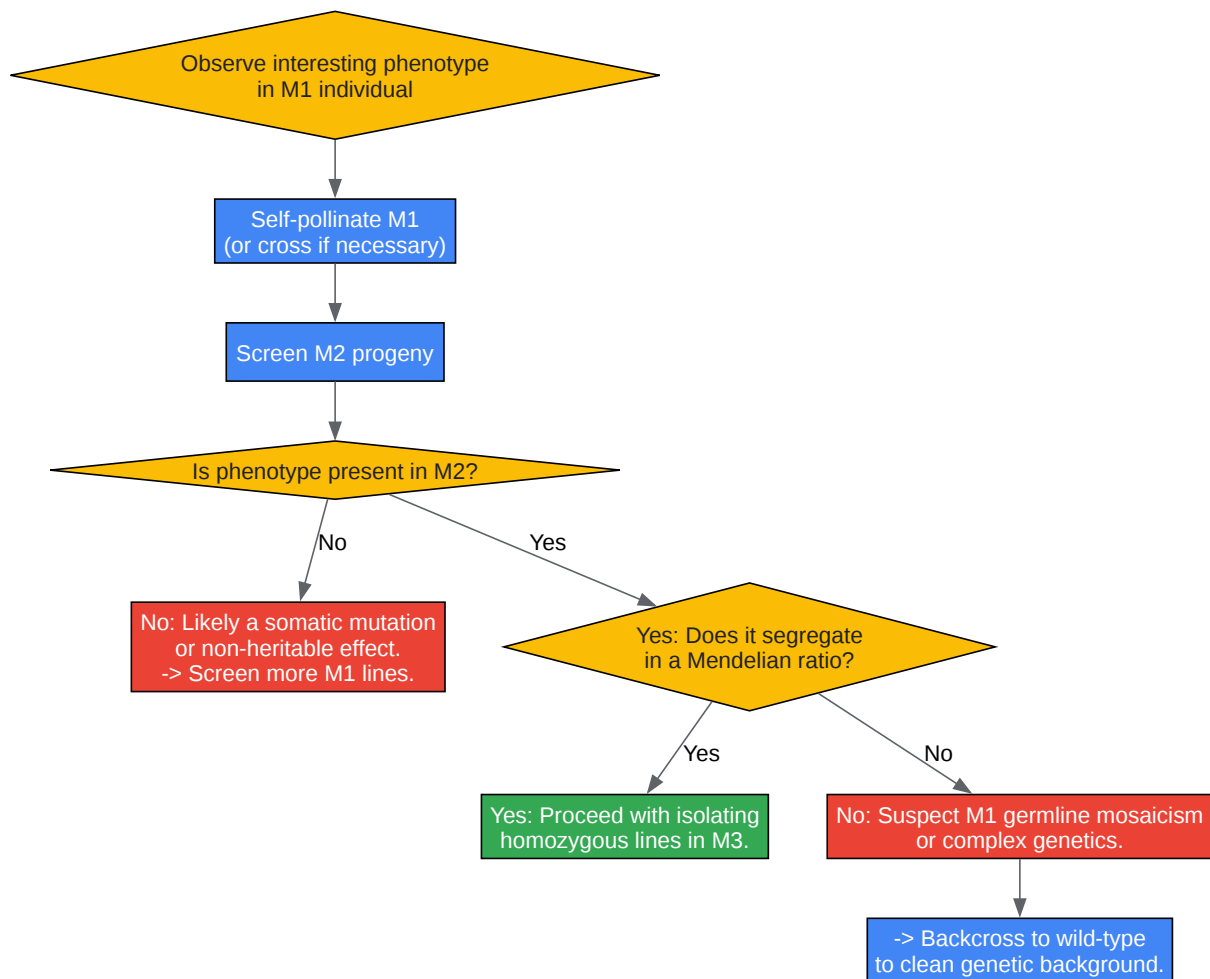 Observe interesting phenotype
in M1 individual
Self-pollinate M1
(or cross if necessary)
Screen M2 progeny
Is phenotype present in M2?
No
Yes
No: Likely a somatic mutation
or non-heritable effect.
-> Screen more M1 lines.
Yes: Does it segregate
in a Mendelian ratio?
Yes
No
Yes: Proceed with isolating
homozygous lines in M3.
No: Suspect M1 germline mosaicism
or complex genetics.
-> Backcross to wild-type
to clean genetic background.